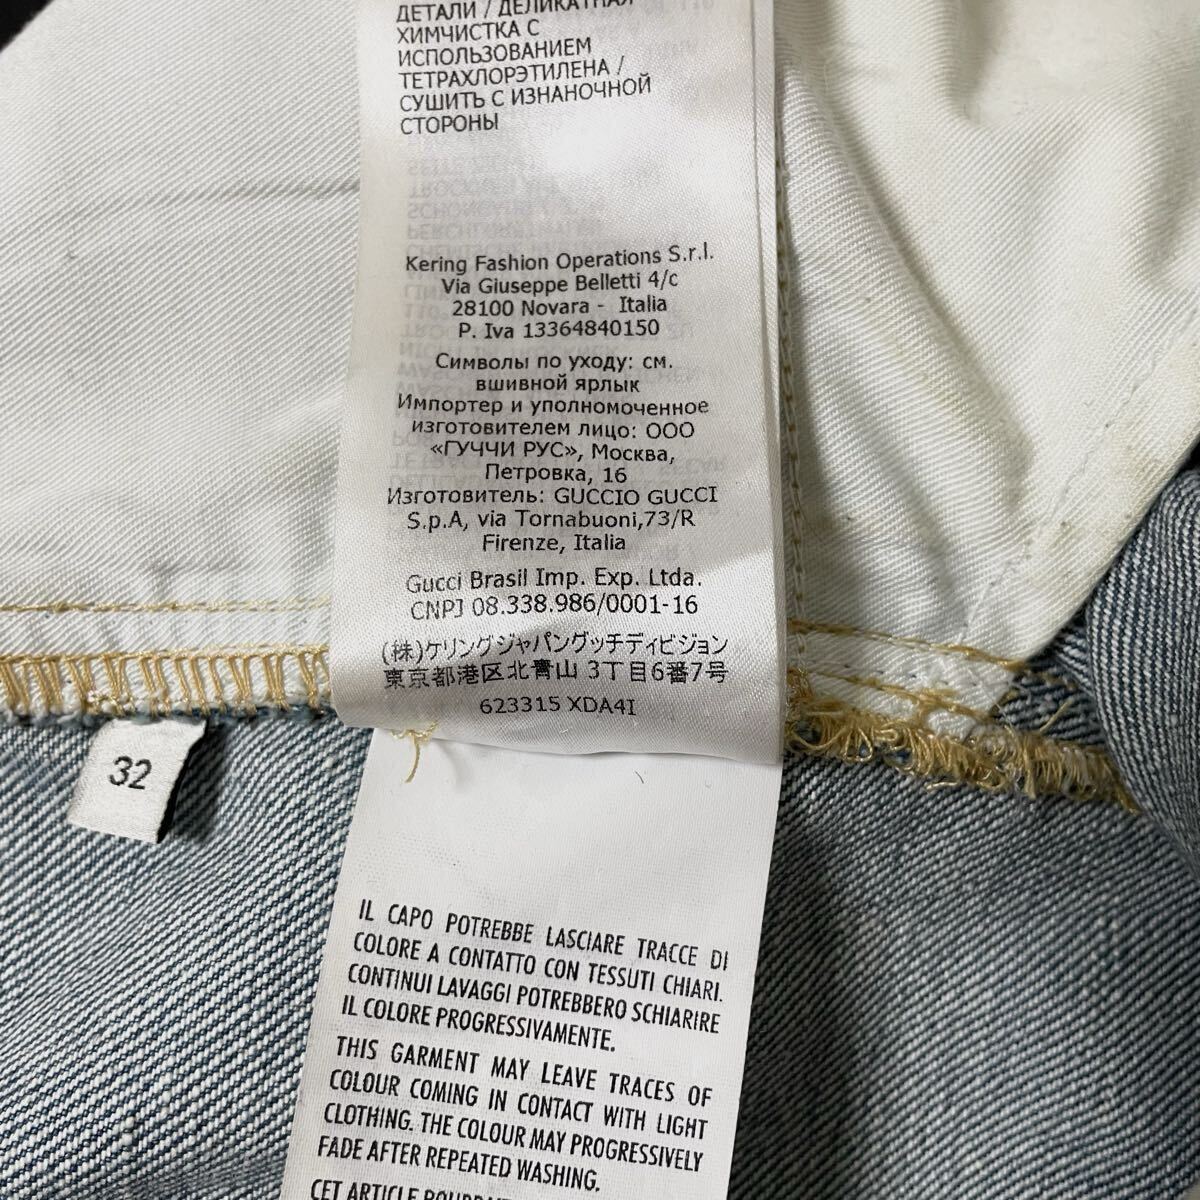 ДЕТАЛИ / ДЕЛИКАТНАЯ
ХИМЧИСТКА С
ИСПОЛЬЗОВАНИЕМ
ТЕТРАХЛОРЭТИЛЕНА /
СУШИТЬ С ИЗНАНОЧНОЙ
СТОРОНЫ
Kering Fashion Operations S.r.l.
Via Giuseppe Belletti 4/c
28100 Novara - Italia
P. Iva 13364840150
Символы по уходу: см.
вшивной ярлык
Импортер и уполномоченное
изготовителем лицо: ООО
«ГУЧЧИ РУС», Москва,
Петровка, 16
Изготовитель: GUCCIO GUCCI
S.p.A, via Tornabuoni,73/R
Firenze, Italia
Gucci Brasil Imp. Exp. Ltda.
CNPJ 08.338.986/0001-16
(株)ケリングジャパングッチディビジョン
東京都港区北青山 3丁目6番7号
623315 XDA4I
32
IL CAPO POTREBBE LASCIARE TRACCE DI
COLORE A CONTATTO CON TESSUTI CHIARI.
CONTINUI LAVAGGI POTREBBERO SCHIARIRE
IL COLORE PROGRESSIVAMENTE.
THIS GARMENT MAY LEAVE TRACES OF
COLOUR COMING IN CONTACT WITH LIGHT
CLOTHING. THE COLOUR MAY PROGRESSIVELY
FADE AFTER REPEATED WASHING.
CET ARTICLE